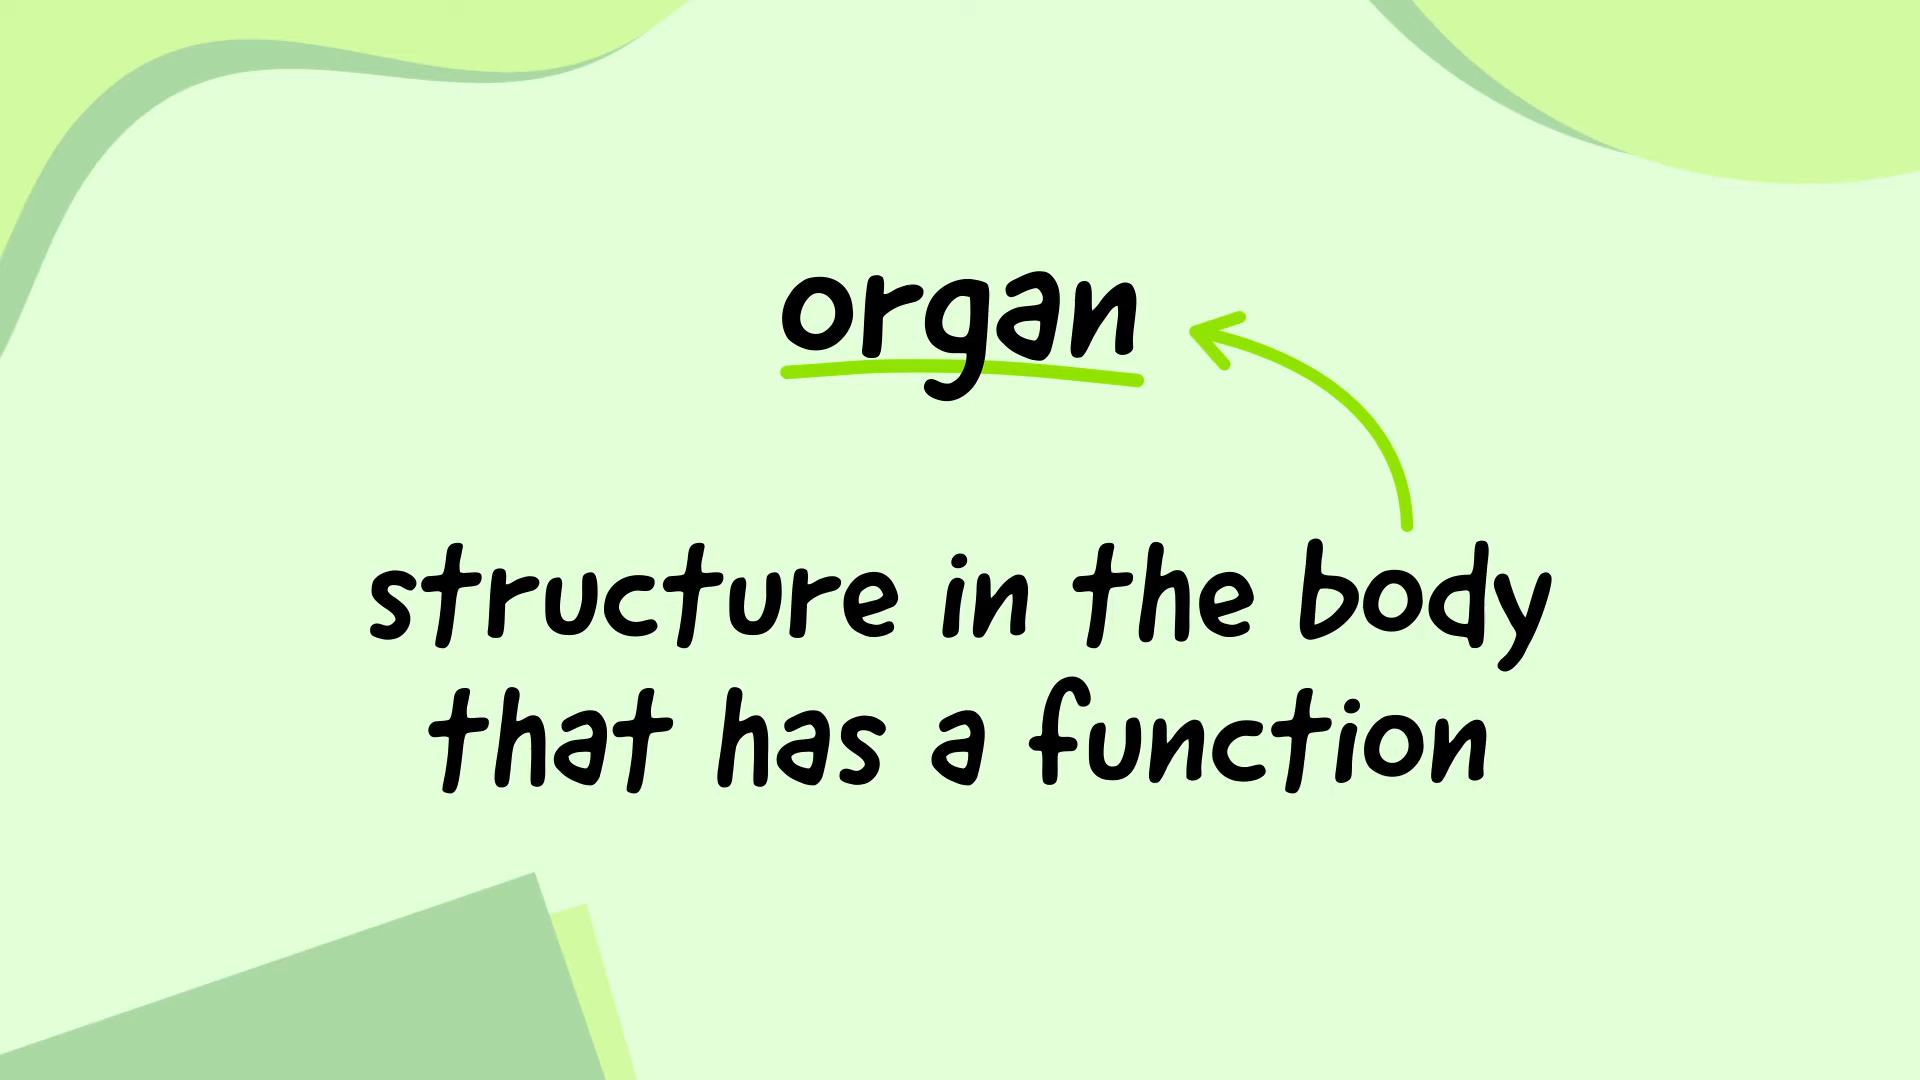 organ
structure in the body
that has a function